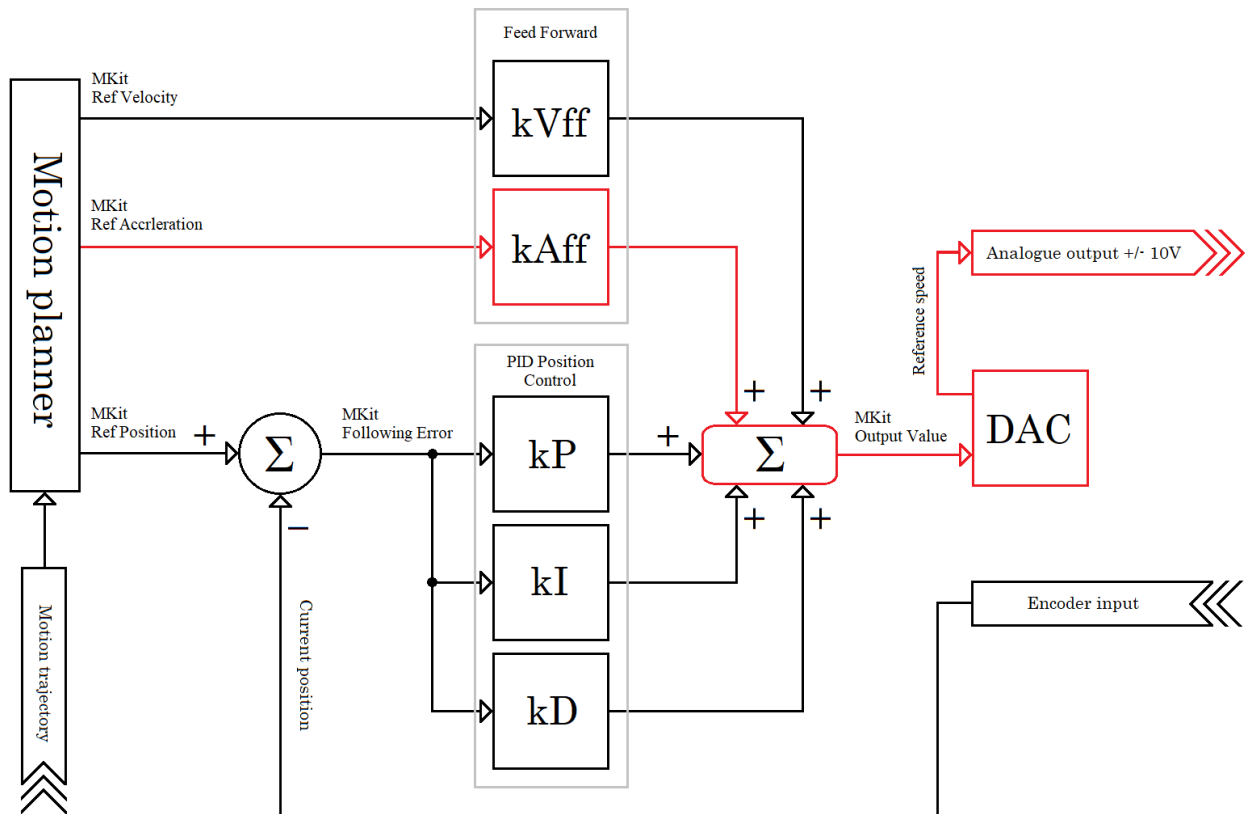 Feed Forward
MKit
Ref Velocity
kVff
Motion planner
MKit
Ref Accrleration
kAff
Analogue output +/- 10V
Reference speed
PID Position
Control
MKit
Ref Position
+
Σ
MKit
Following Error
kP
+
+
+
Σ
MKit
Output Value
DAC
−
+
+
kI
Encoder input
Motion trajectory
Current position
kD